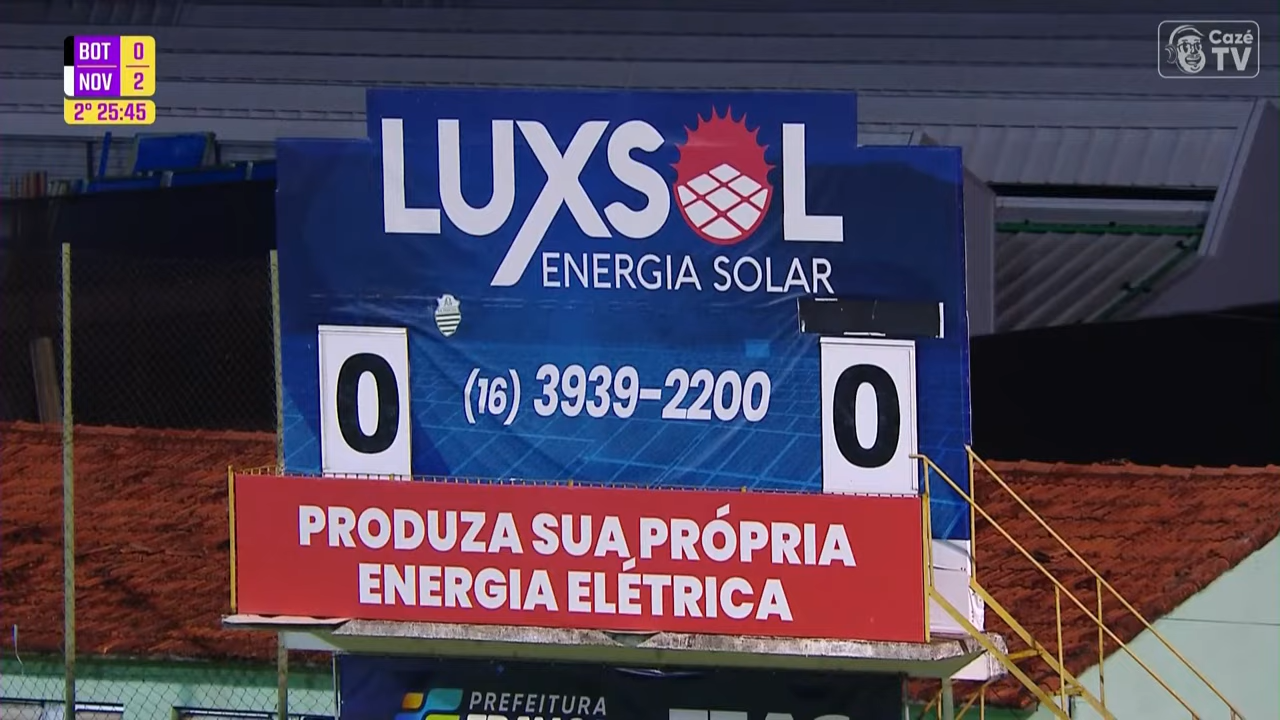 BOT 0
NOV 2
2° 25:45
Cazé
TV
LUXSOL
ENERGIA SOLAR
0
(16) 3939-2200
0
PRODUZA SUA PRÓPRIA
ENERGIA ELÉTRICA
PREFEITURA